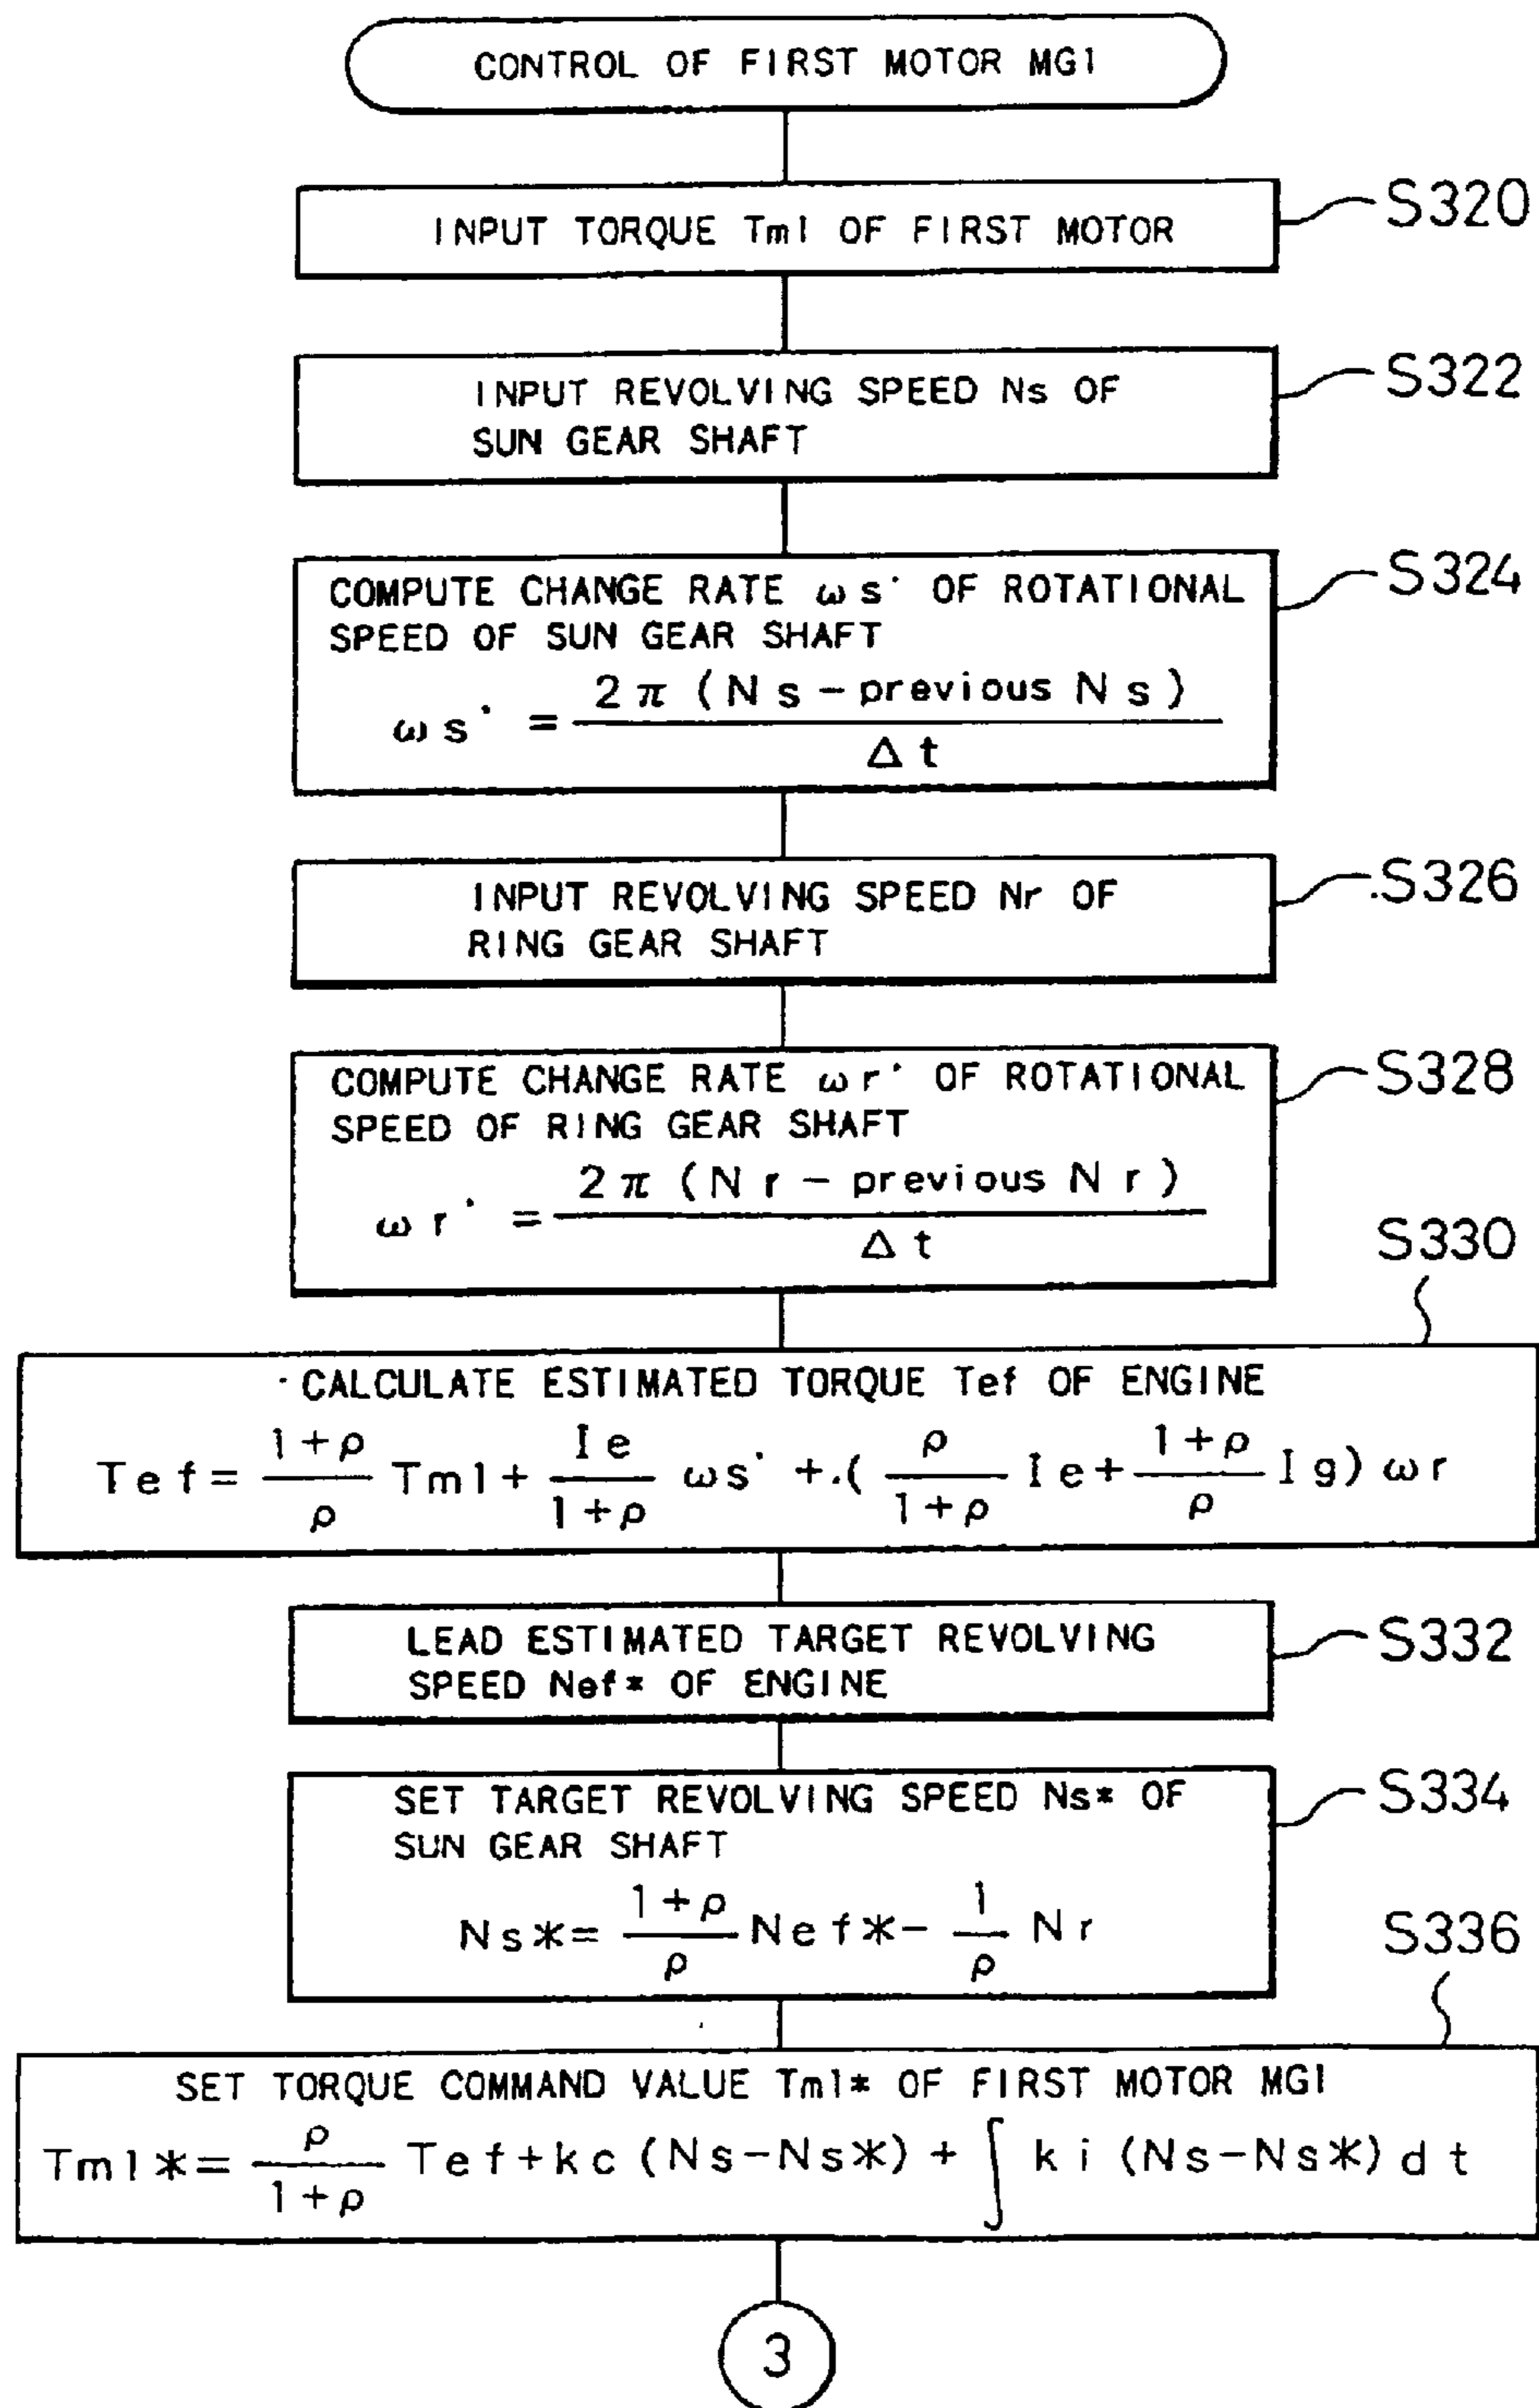 CONTROL OF FIRST MOTOR MG1
INPUT TORQUE Tm1 OF FIRST MOTOR
S320
INPUT REVOLVING SPEED Ns OF
SUN GEAR SHAFT
S322
COMPUTE CHANGE RATE ωs˙ OF ROTATIONAL
SPEED OF SUN GEAR SHAFT
ωs˙ = 2π (Ns − previous Ns) / Δt
S324
INPUT REVOLVING SPEED Nr OF
RING GEAR SHAFT
S326
COMPUTE CHANGE RATE ωr˙ OF ROTATIONAL
SPEED OF RING GEAR SHAFT
ωr˙ = 2π (Nr − previous Nr) / Δt
S328
S330
CALCULATE ESTIMATED TORQUE Tef OF ENGINE
Tef = (1+ρ)/ρ Tm1 + Ie/(1+ρ) ωs˙ + (ρ/(1+ρ) Ie + (1+ρ)/ρ Ig) ωr
LEAD ESTIMATED TARGET REVOLVING
SPEED Nef* OF ENGINE
S332
SET TARGET REVOLVING SPEED Ns* OF
SUN GEAR SHAFT
Ns* = (1+ρ)/ρ Nef* − 1/ρ Nr
S334
S336
SET TORQUE COMMAND VALUE Tm1* OF FIRST MOTOR MG1
Tm1* = ρ/(1+ρ) Tef + kc (Ns−Ns*) + ∫ ki (Ns−Ns*) dt
3